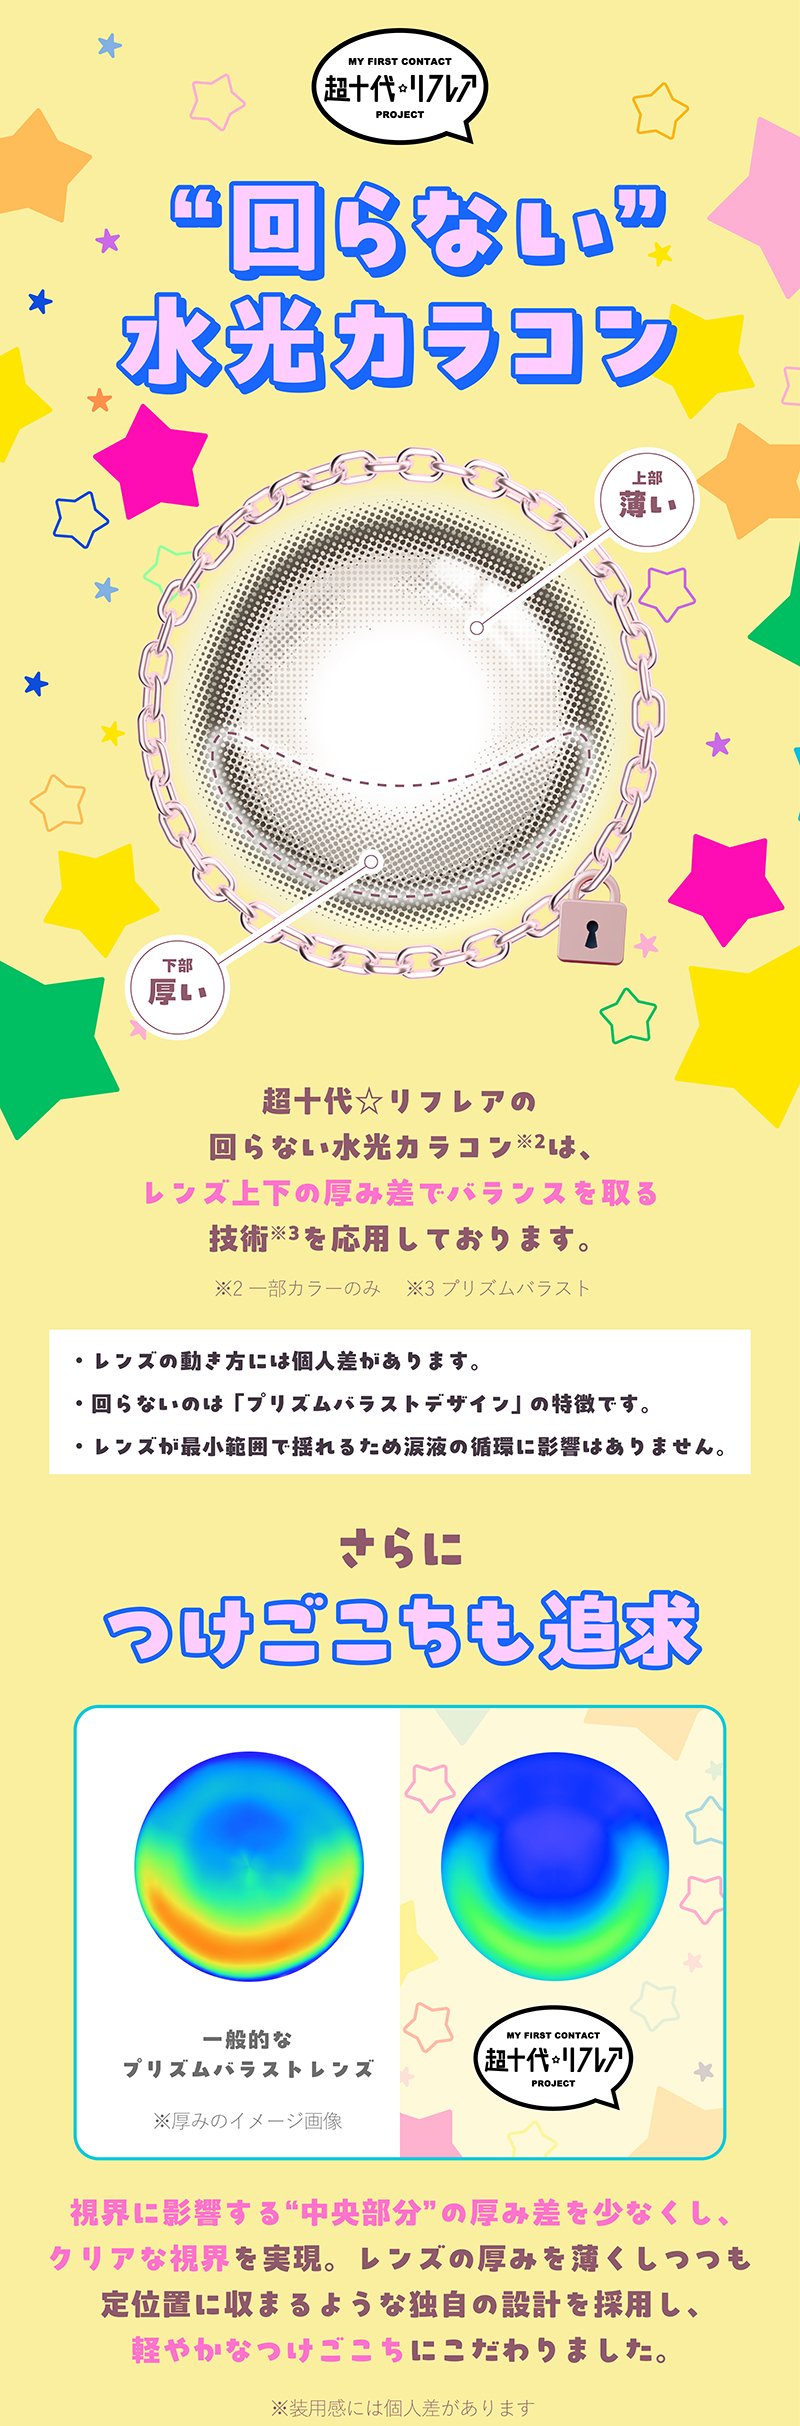 MY FIRST CONTACT
超十代☆リフレア
PROJECT
“回らない”
水光カラコン
上部
薄い
下部
厚い
超十代☆リフレアの
回らない水光カラコン※2は、
レンズ上下の厚み差でバランスを取る
技術※3を応用しております。
※2 一部カラーのみ ※3 プリズムバラスト
・レンズの動き方には個人差があります。
・回らないのは「プリズムバラストデザイン」の特徴です。
・レンズが最小範囲で揺れるため涙液の循環に影響はありません。
さらに
つけごこちも追求
一般的な
プリズムバラストレンズ
※厚みのイメージ画像
MY FIRST CONTACT
超十代☆リフレア
PROJECT
視界に影響する“中央部分”の厚み差を少なくし、
クリアな視界を実現。レンズの厚みを薄くしつつも
定位置に収まるような独自の設計を採用し、
軽やかなつけごこちにこだわりました。
※装用感には個人差があります